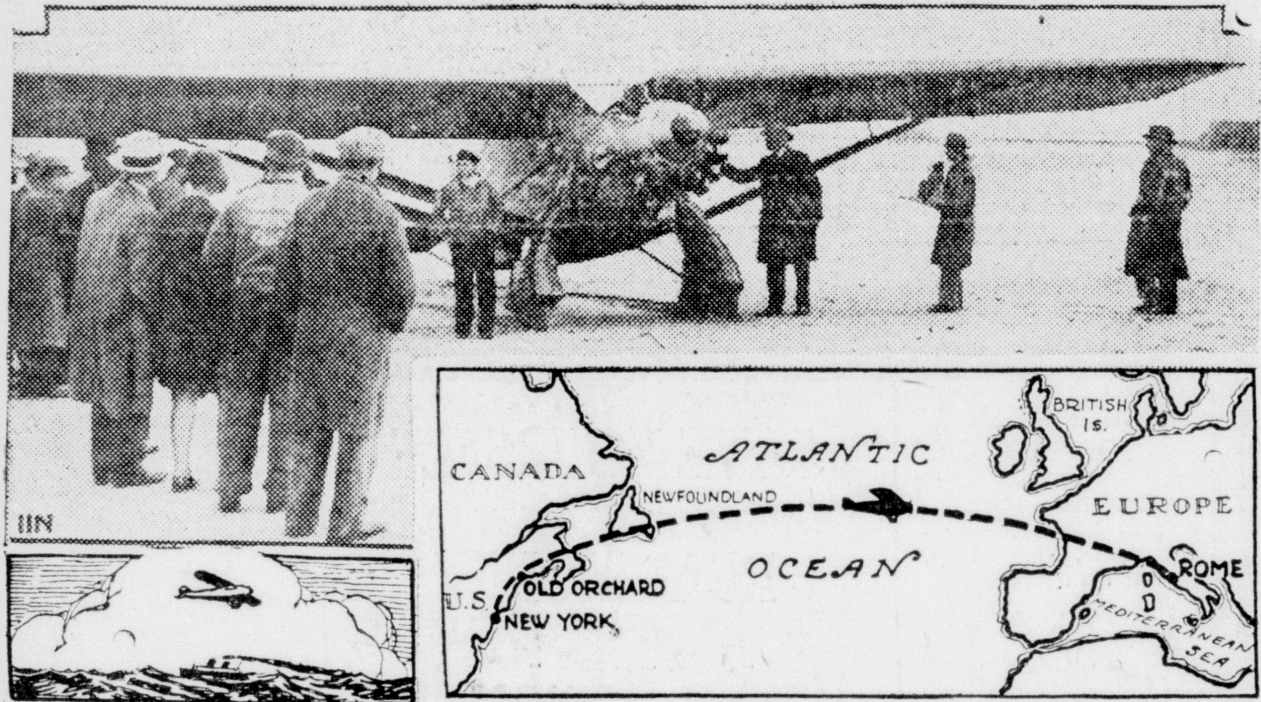 IIN
CANADA
ATLANTIC
OCEAN
NEWFOUNDLAND
BRITISH
IS.
EUROPE
ROME
MEDITERRANEAN
SEA
U.S.
OLD ORCHARD
NEW YORK